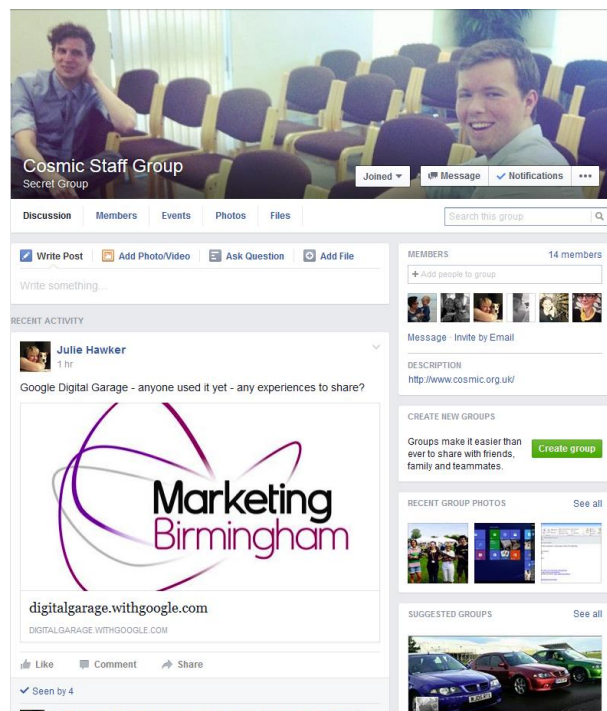 Cosmic Staff Group
Secret Group
Joined
Message
Notifications
Discussion
Members
Events
Photos
Files
Search this group
Write Post
Add Photo/Video
Ask Question
Add File
Write something...
RECENT ACTIVITY
Julie Hawker
1 hr
Google Digital Garage - anyone used it yet - any experiences to share?
Marketing
Birmingham
digitalgarage.withgoogle.com
DIGITALGARAGE.WITHGOOGLE.COM
Like
Comment
Share
Seen by 4
MEMBERS
14 members
+ Add people to group
Message · Invite by Email
DESCRIPTION
http://www.cosmic.org.uk/
CREATE NEW GROUPS
Groups make it easier than
ever to share with friends,
family and teammates.
Create group
RECENT GROUP PHOTOS
See all
SUGGESTED GROUPS
See all